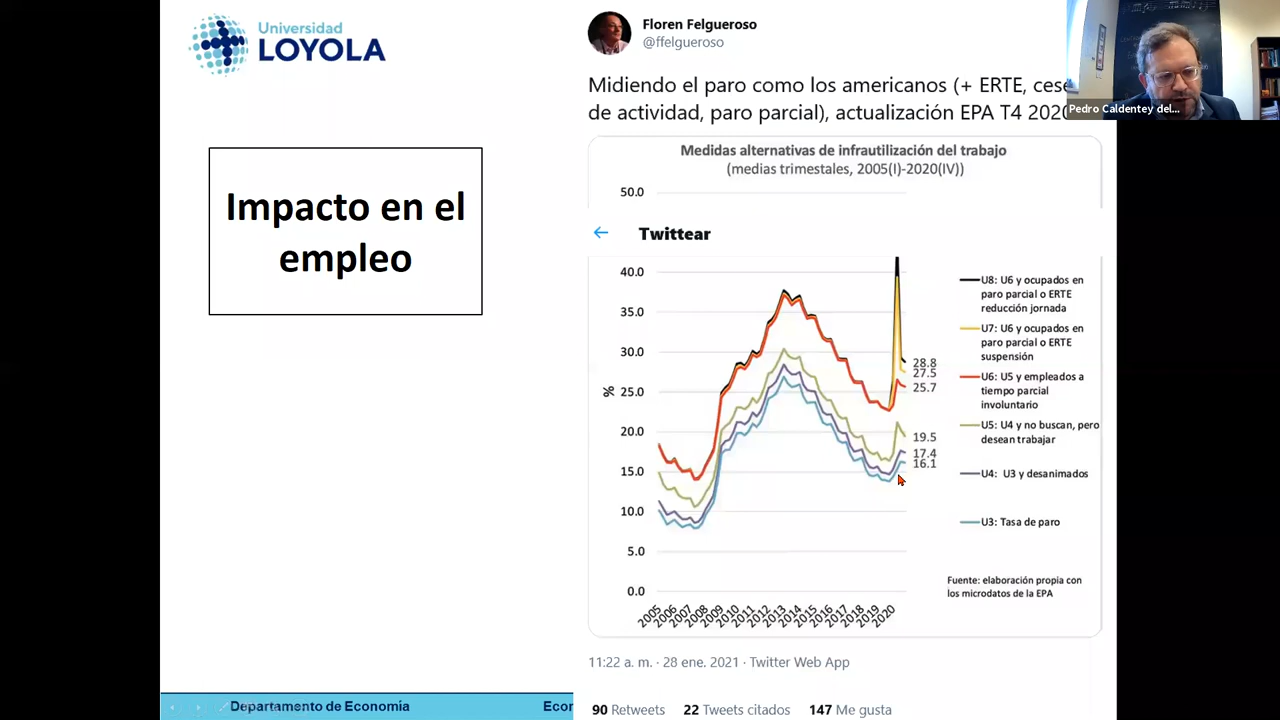 Universidad
LOYOLA
Impacto en el
empleo
Departamento de Economía
Econ
Floren Felgueroso
@ffelgueroso
Midiendo el paro como los americanos (+ ERTE, cese
de actividad, paro parcial), actualización EPA T4 2020
Pedro Caldentey del...
Medidas alternativas de infrautilización del trabajo
(medias trimestrales, 2005(I)-2020(IV))
50.0
Twittear
40.0
35.0
30.0
25.0
20.0
15.0
10.0
5.0
0.0
%
2005 2006 2007 2008 2009 2010 2011 2012 2013 2014 2015 2016 2017 2018 2019 2020
28.8
27.5
25.7
19.5
17.4
16.1
U8: U6 y ocupados en
paro parcial o ERTE
reducción jornada
U7: U6 y ocupados en
paro parcial o ERTE
suspensión
U6: U5 y empleados a
tiempo parcial
involuntario
U5: U4 y no buscan, pero
desean trabajar
U4: U3 y desanimados
U3: Tasa de paro
Fuente: elaboración propia con
los microdatos de la EPA
11:22 a. m. · 28 ene. 2021 · Twitter Web App
90 Retweets 22 Tweets citados 147 Me gusta